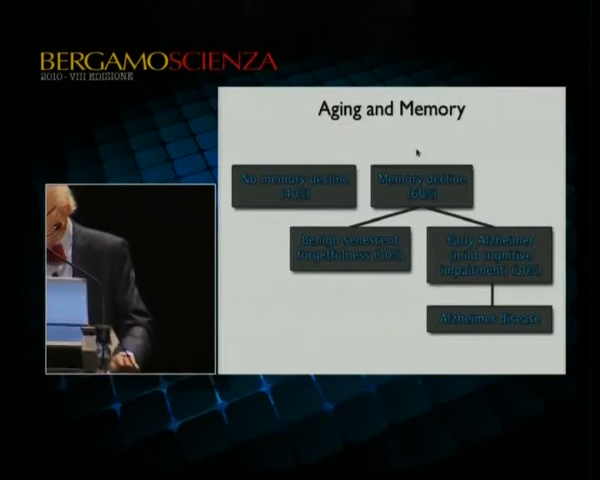 BERGAMOSCIENZA
2010 - VIII EDIZIONE
Aging and Memory
No memory decline
(40%)
Memory decline
(60%)
Benign senescent
forgetfulness (30%)
Early Alzheimer
(mild cognitive
impairment) (30%)
Alzheimer disease